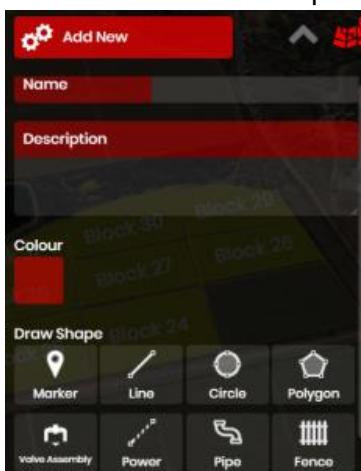 Add New
Name
Description
Block 30 Block 29
Block 27 Block 28
Colour
Block 24
Draw Shape
Marker Line Circle Polygon
Valve Assembly Power Pipe Fence